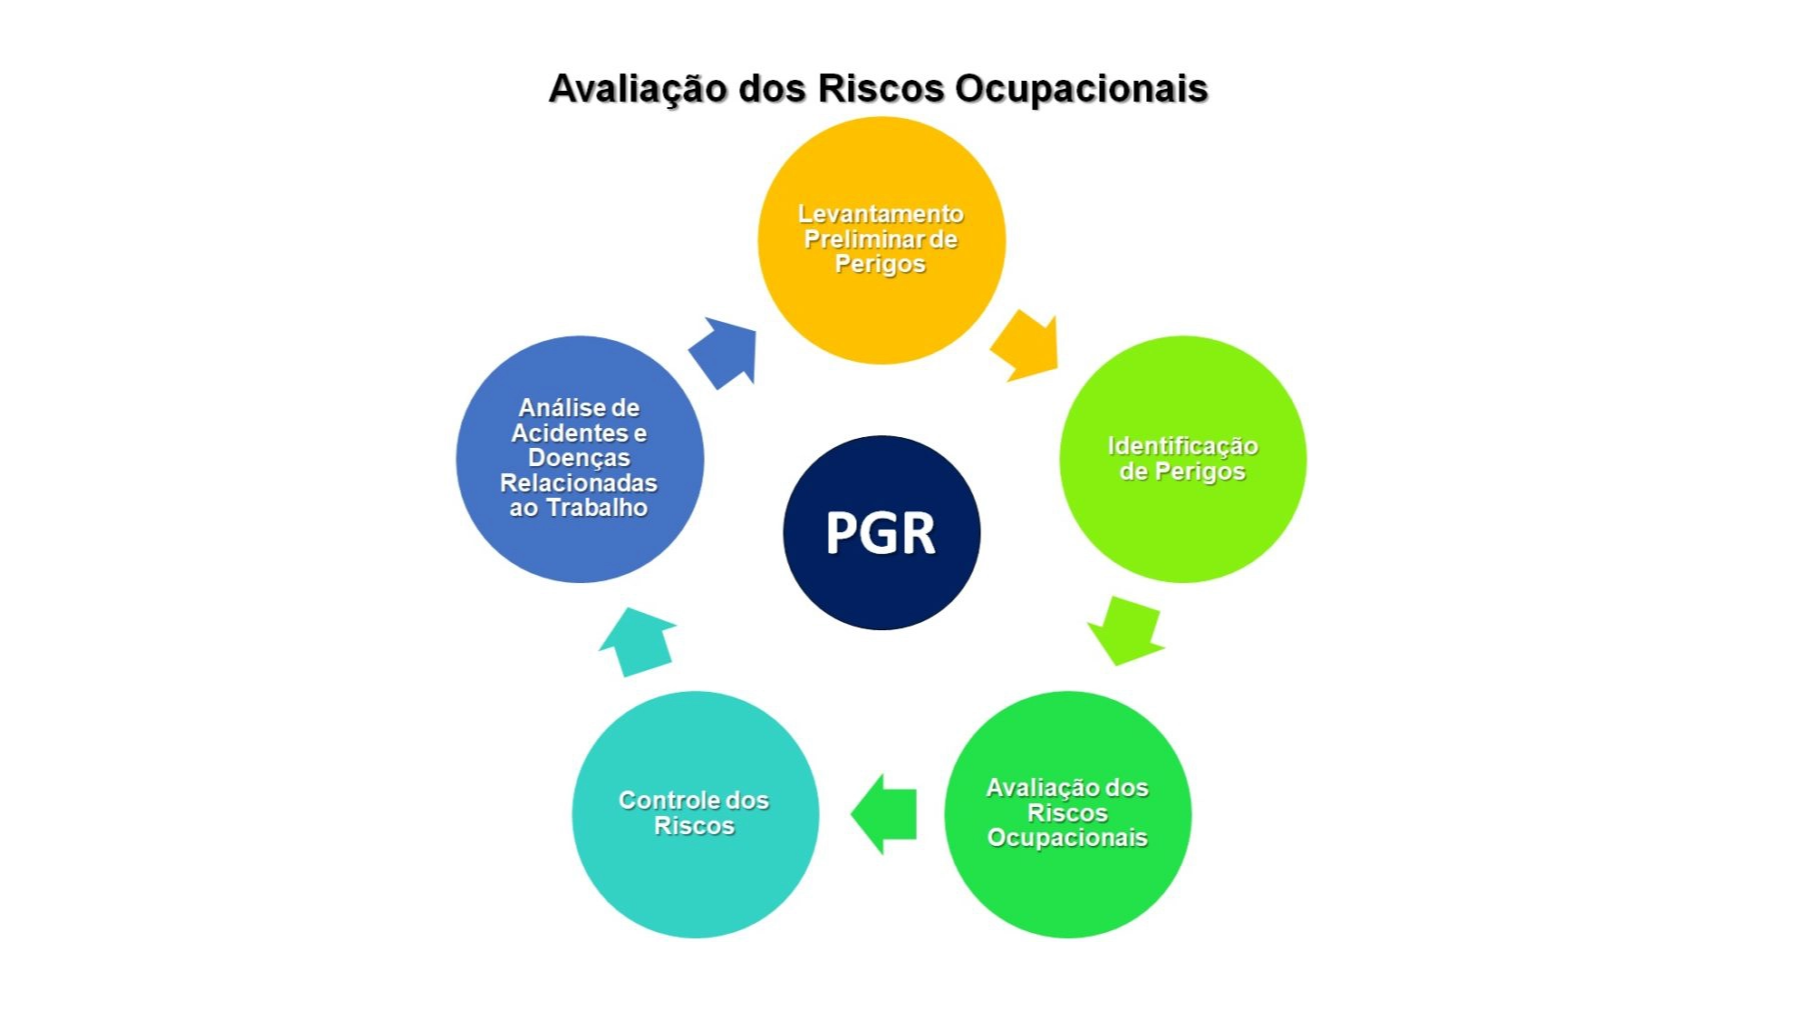 Avaliação dos Riscos Ocupacionais
Levantamento
Preliminar de
Perigos
Identificação
de Perigos
Avaliação dos
Riscos
Ocupacionais
Controle dos
Riscos
Análise de
Acidentes e
Doenças
Relacionadas
ao Trabalho
PGR